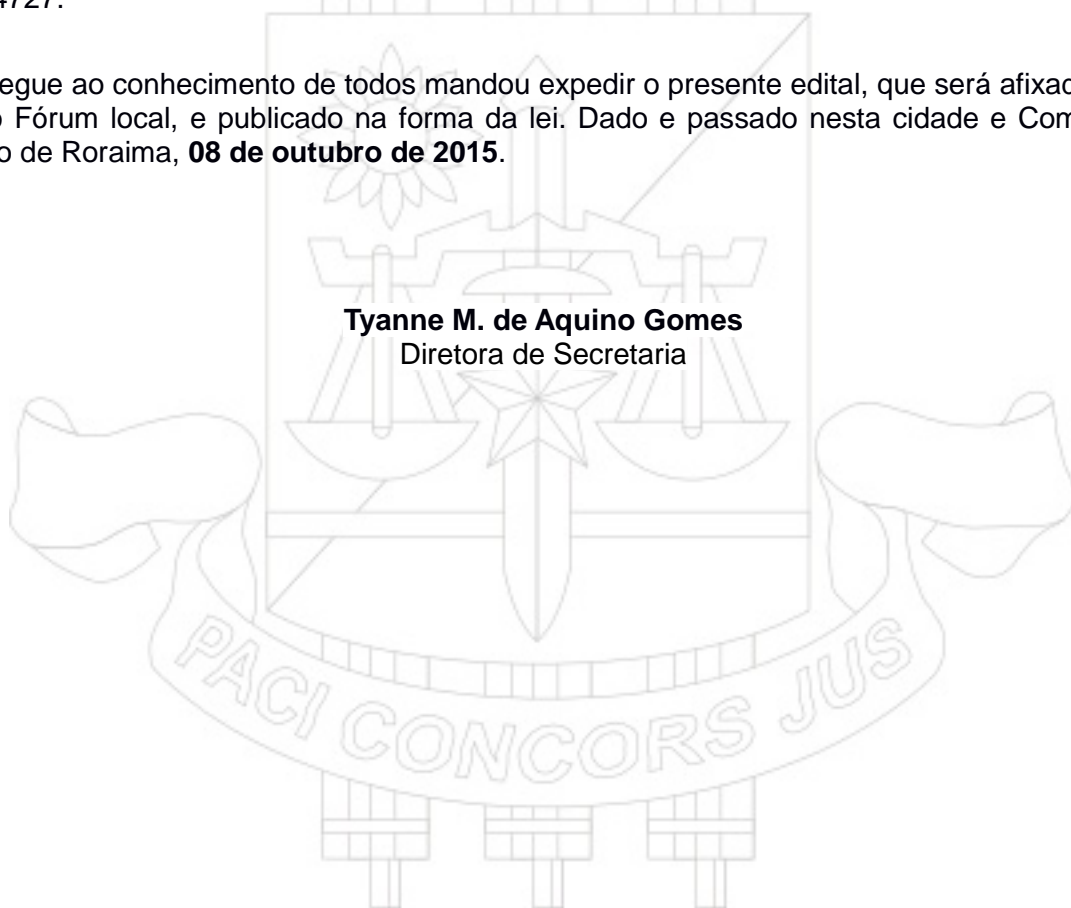 4727.
egue ao conhecimento de todos mandou expedir o presente edital, que será afixad
o Fórum local, e publicado na forma da lei. Dado e passado nesta cidade e Com
o de Roraima, 08 de outubro de 2015.
Tyanne M. de Aquino Gomes
Diretora de Secretaria
PACI CONCORS JUS